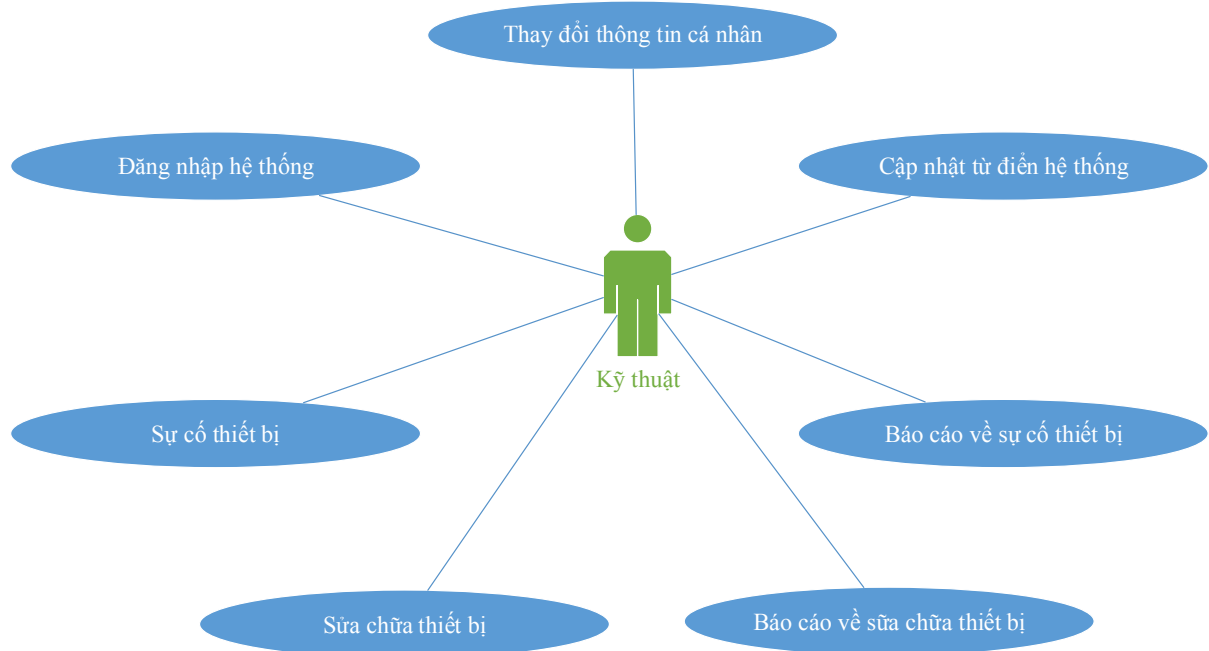 Thay đổi thông tin cá nhân
Đăng nhập hệ thống
Cập nhật từ điển hệ thống
Kỹ thuật
Sự cố thiết bị
Báo cáo về sự cố thiết bị
Sửa chữa thiết bị
Báo cáo về sữa chữa thiết bị